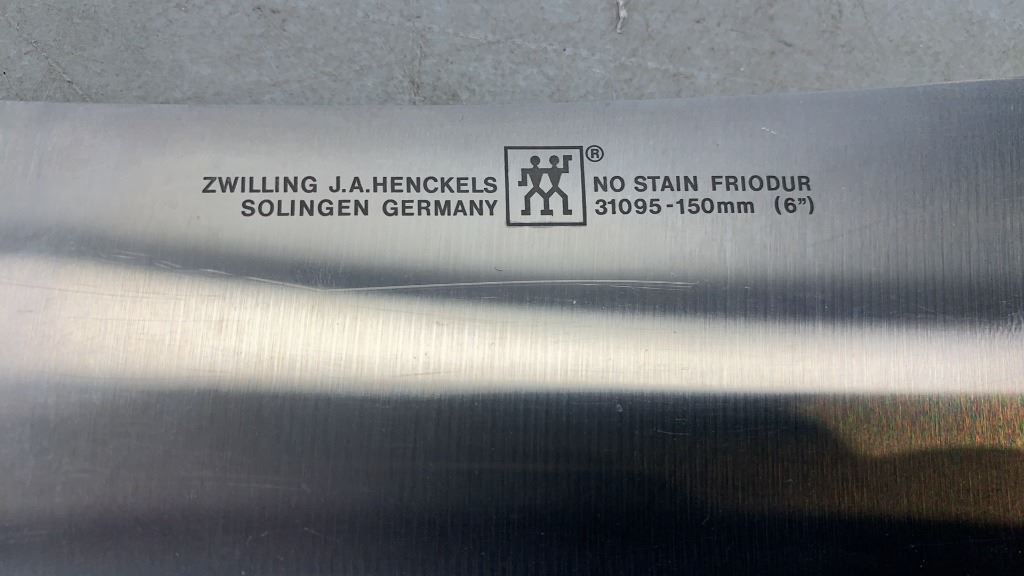 ZWILLING J.A.HENCKELS
SOLINGEN GERMANY
®
NO STAIN FRIODUR
31095-150mm (6")